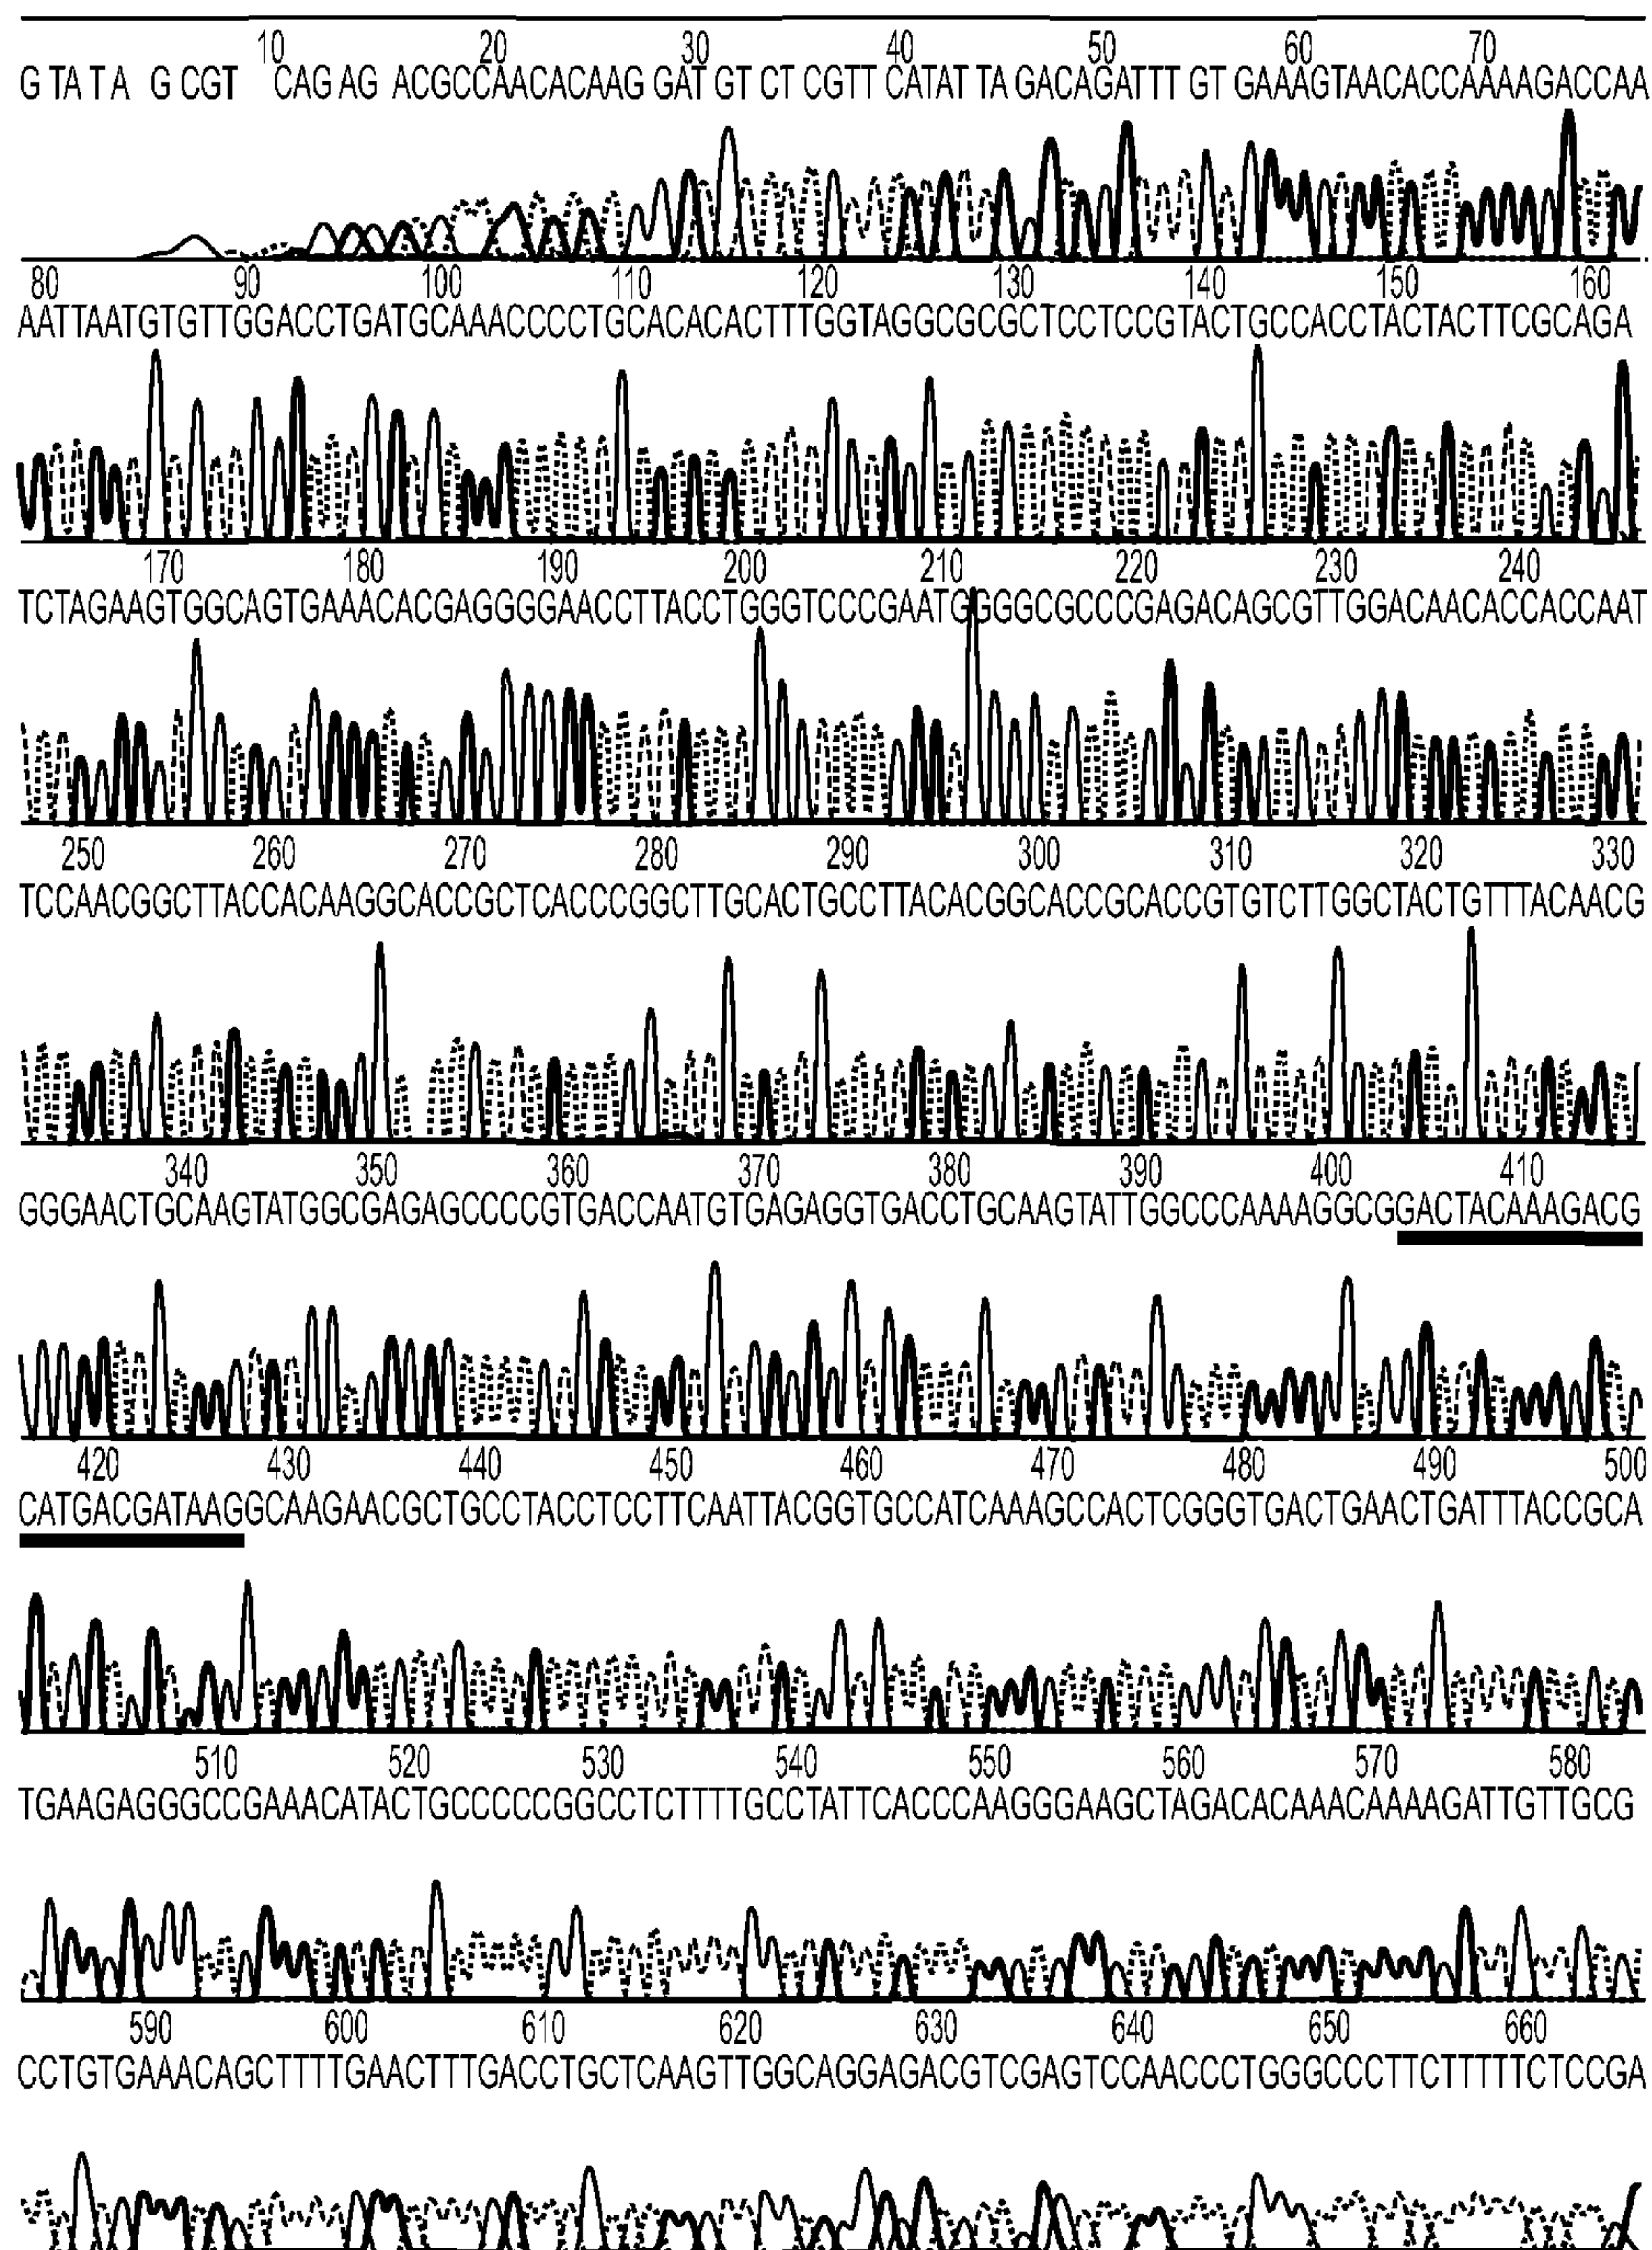 10 20 30 40 50 60 70
G TA T A G C GT CAG AG ACGCCAACACAAG GAT GT CT CGTT CATAT TA GACAGATTT GT GAAAGTAACACCAAAAGACCAA
80 90 100 110 120 130 140 150 160
AATTAATGTGTTGGACCTGATGCAAACCCCTGCACACACTTTGGTAGGCGCGCTCCTCCGTACTGCCACCTACTACTTCGCAGA
170 180 190 200 210 220 230 240
TCTAGAAGTGGCAGTGAAACACGAGGGGAACCTTACCTGGGTCCCGAATGGGGCGCCCGAGACAGCGTTGGACAACACCACCAAT
250 260 270 280 290 300 310 320 330
TCCAACGGCTTACCACAAGGCACCGCTCACCCGGCTTGCACTGCCTTACACGGCACCGCACCGTGTCTTGGCTACTGTTTACAACG
340 350 360 370 380 390 400 410
GGGAACTGCAAGTATGGCGAGAGCCCCGTGACCAATGTGAGAGGTGACCTGCAAGTATTGGCCCAAAAGGCGGACTACAAAGACG
420 430 440 450 460 470 480 490 500
CATGACGATAAGGCAAGAACGCTGCCTACCTCCTTCAATTACGGTGCCATCAAAGCCACTCGGGTGACTGAACTGATTTACCGCA
510 520 530 540 550 560 570 580
TGAAGAGGGCCGAAACATACTGCCCCCGGCCTCTTTTGCCTATTCACCCAAGGGAAGCTAGACACAAACAAAAGATTGTTGCG
590 600 610 620 630 640 650 660
CCTGTGAAACAGCTTTTGAACTTTGACCTGCTCAAGTTGGCAGGAGACGTCGAGTCCAACCCTGGGCCCTTCTTTTTCTCCGA